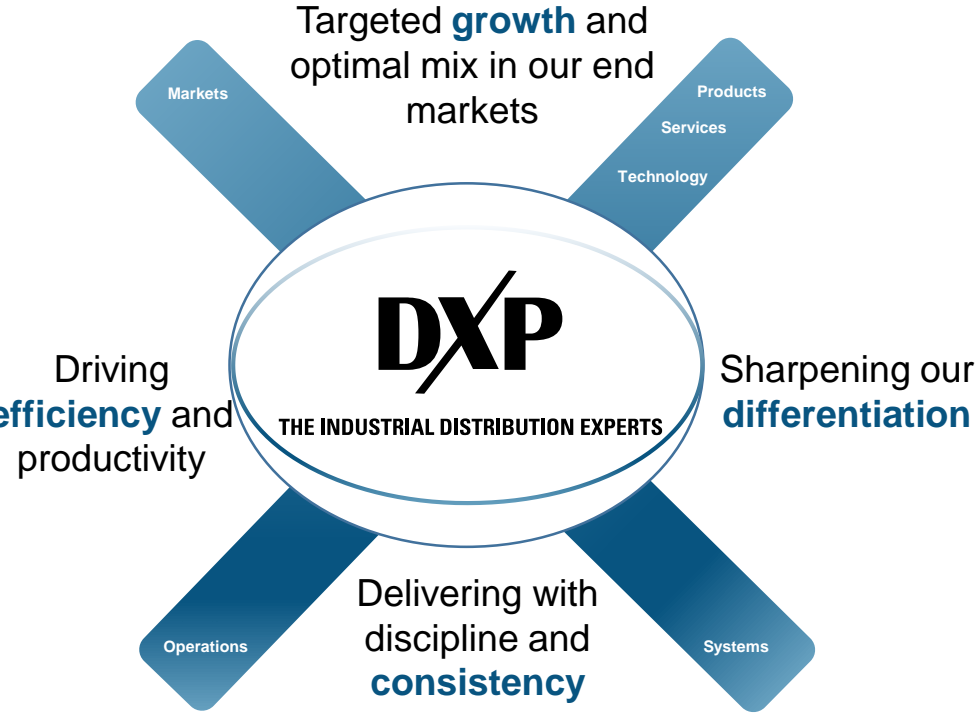 Targeted growth and
optimal mix in our end
markets
Markets
Products
Services
Technology
DXP
THE INDUSTRIAL DISTRIBUTION EXPERTS
Driving
efficiency and
productivity
Sharpening our
differentiation
Delivering with
discipline and
consistency
Operations
Systems